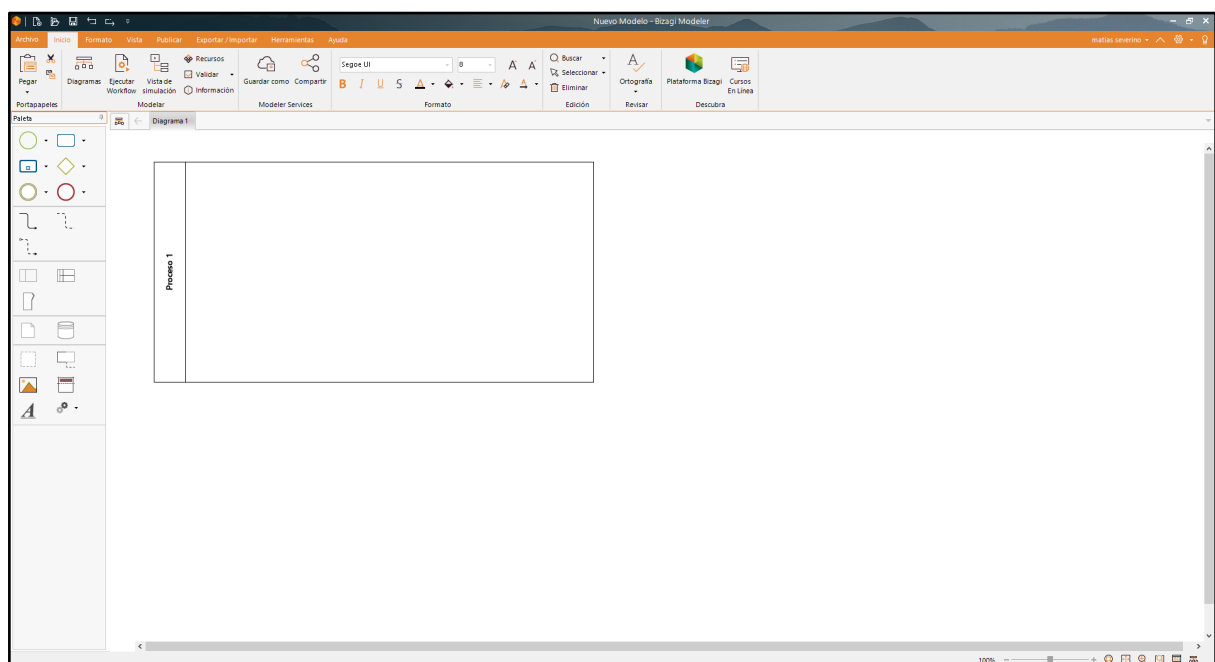 Nuevo Modelo - Bizagi Modeler
Archivo Inicio Formato Vista Publicar Exportar / Importar Herramientas Ayuda matias severino
Pegar
Diagramas
Ejecutar Workflow
Vista de simulación
Recursos
Validar
Información
Guardar como
Compartir
Segoe UI 8
B I U S A
Buscar
Seleccionar
Eliminar
Ortografía
Plataforma Bizagi
Cursos En Línea
Portapapeles Modelar Modeler Services Formato Edición Revisar Descubra
Paleta
Diagrama 1
Proceso 1
A
100%